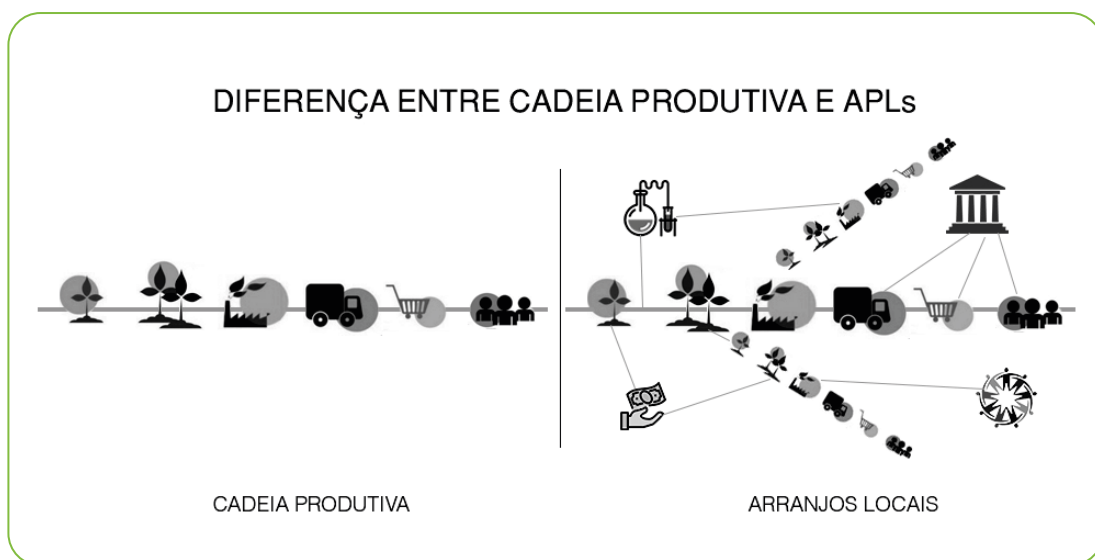 DIFERENÇA ENTRE CADEIA PRODUTIVA E APLs
CADEIA PRODUTIVA
ARRANJOS LOCAIS